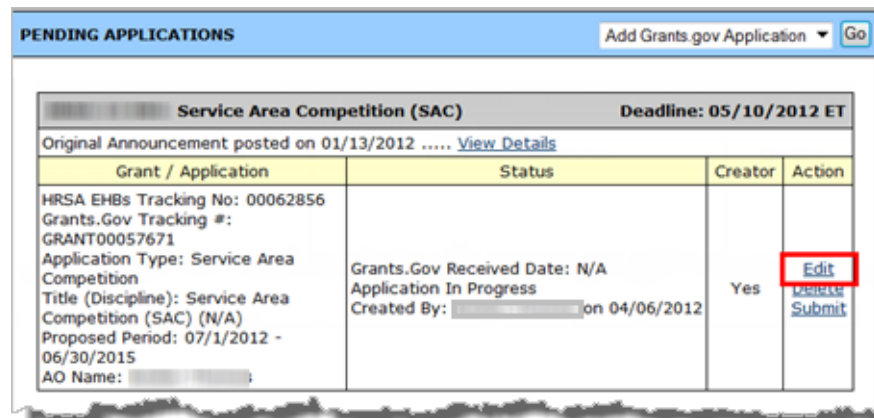 PENDING APPLICATIONS Add Grants.gov Application Go
Service Area Competition (SAC) Deadline: 05/10/2012 ET
Original Announcement posted on 01/13/2012 ..... View Details
Grant / Application Status Creator Action
HRSA EHBs Tracking No: 00062856
Grants.Gov Tracking #:
GRANT00057671
Application Type: Service Area
Competition
Title (Discipline): Service Area
Competition (SAC) (N/A)
Proposed Period: 07/1/2012 -
06/30/2015
AO Name:
Grants.Gov Received Date: N/A
Application In Progress
Created By: on 04/06/2012
Yes
Edit
Delete
Submit